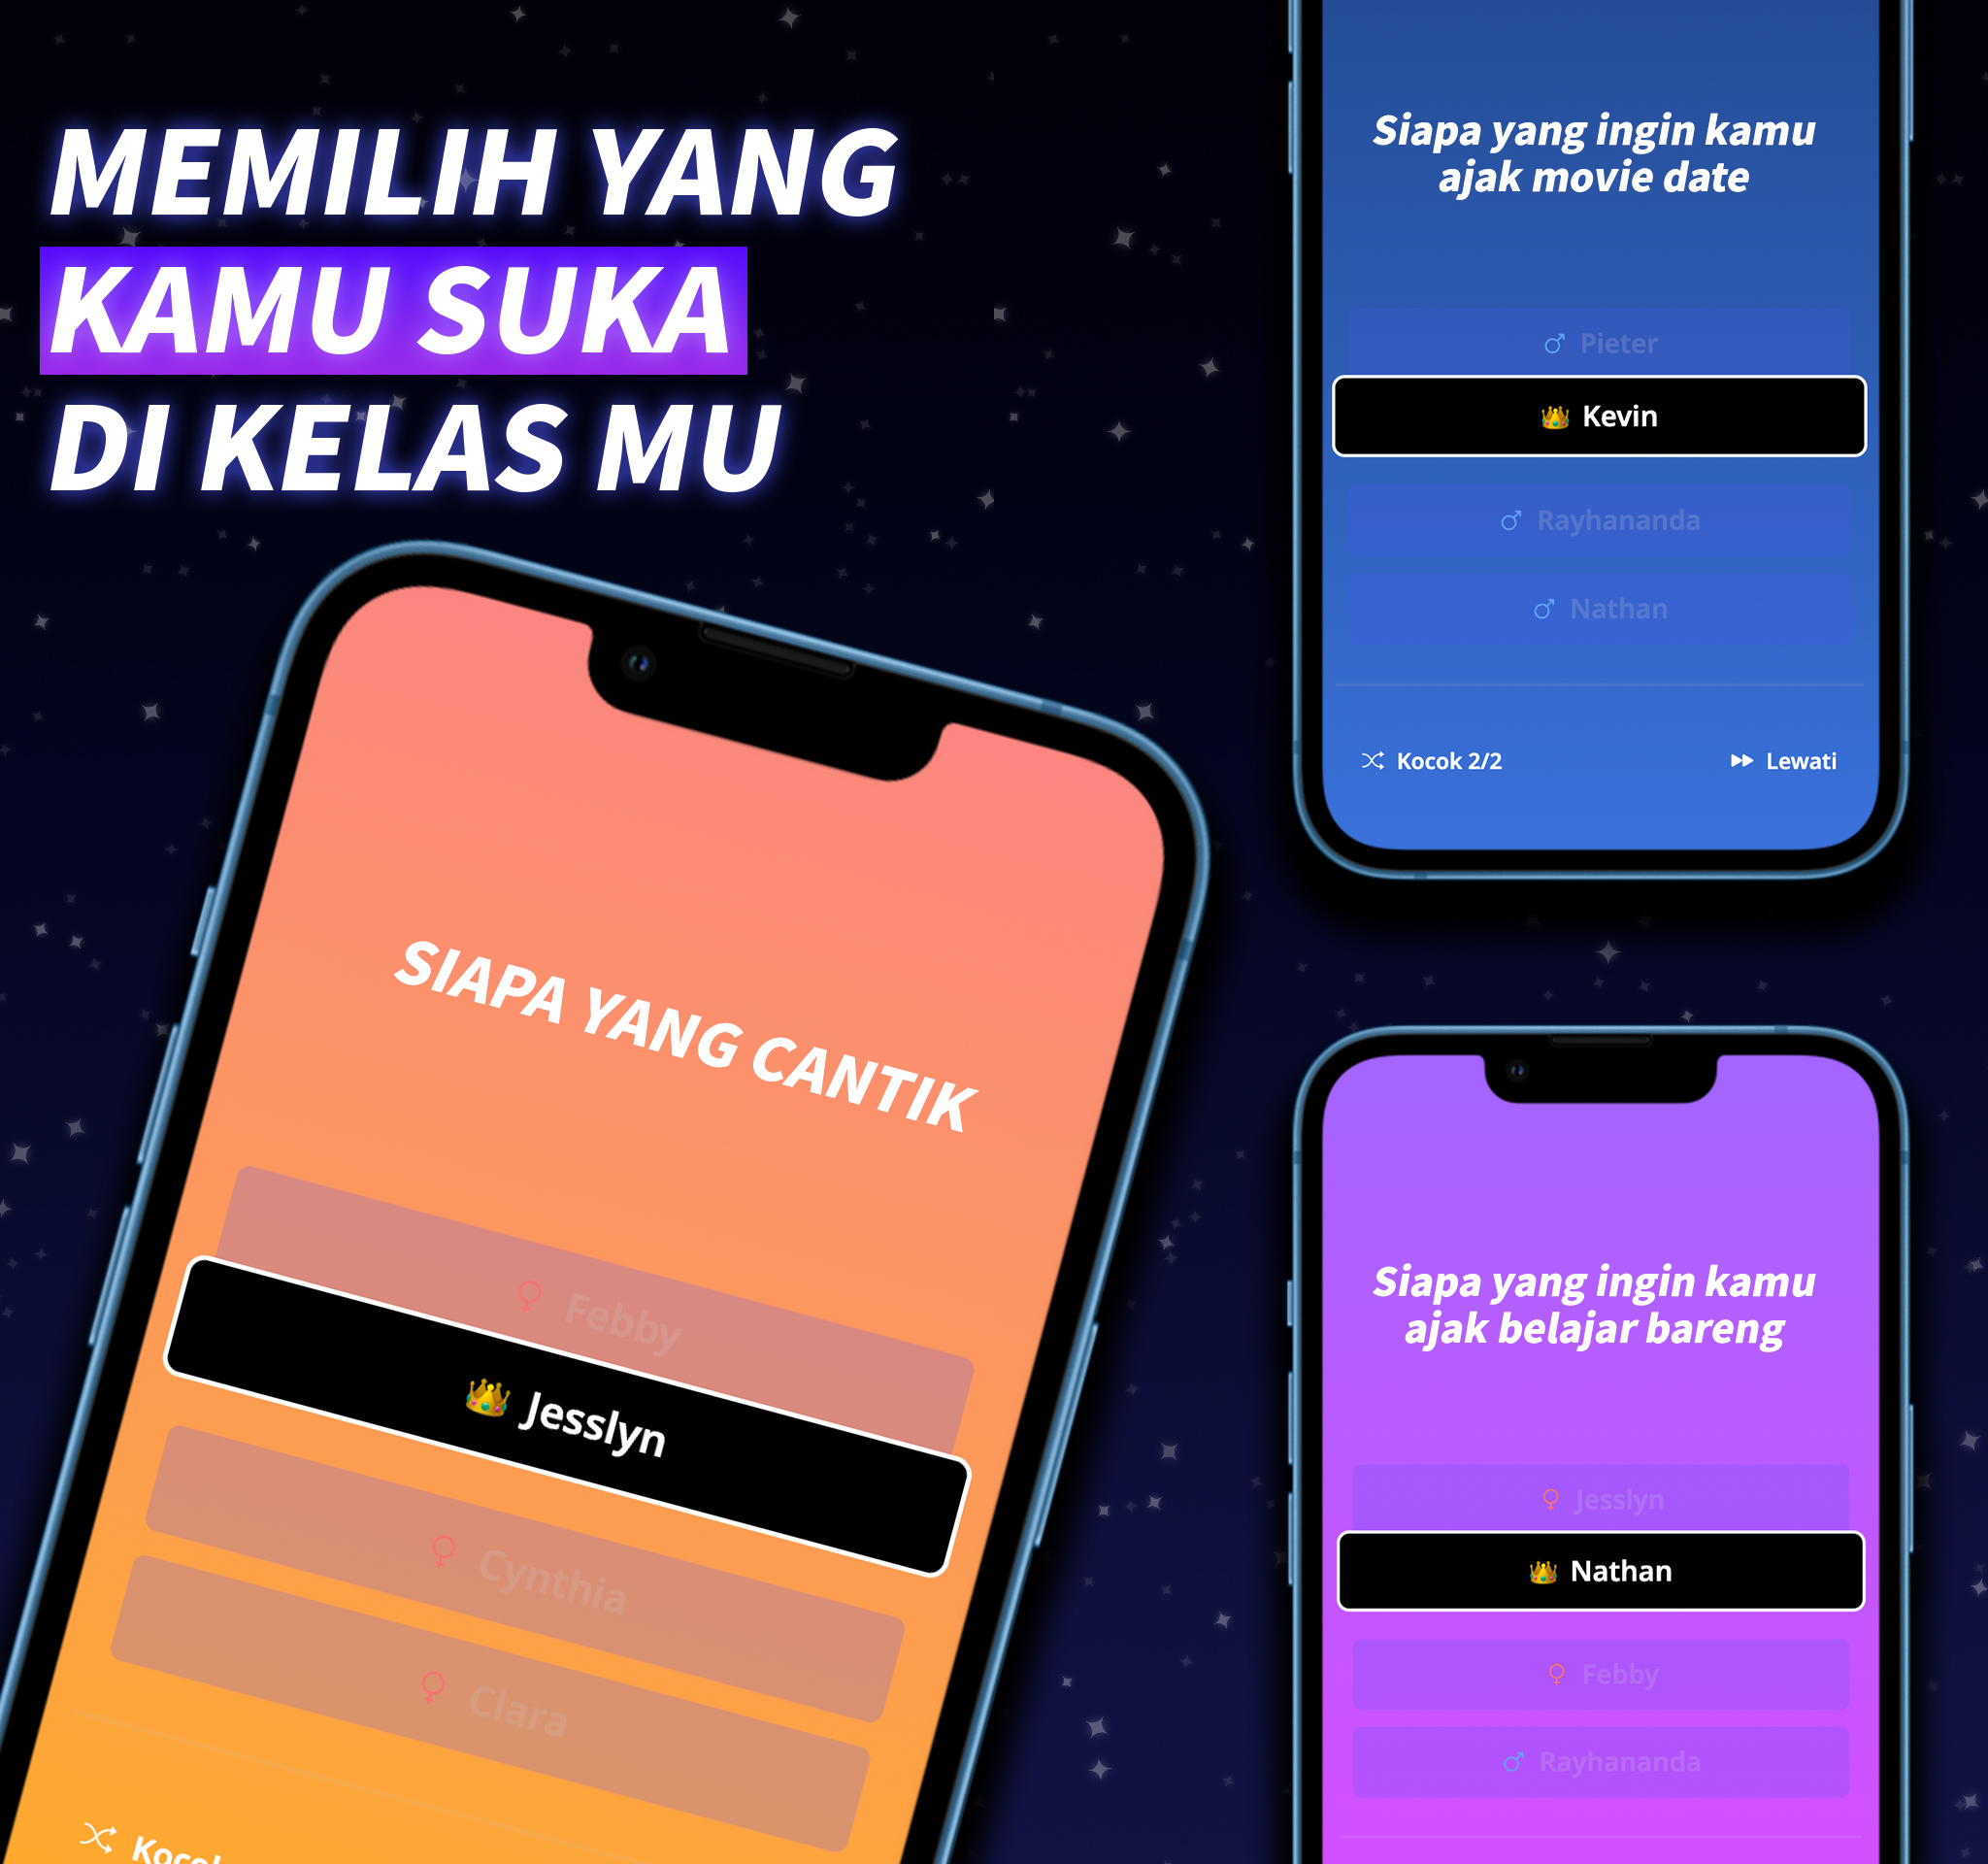 MEMILIH YANG
KAMU SUKA
DI KELAS MU
SIAPA YANG CANTIK
Febby
Jesslyn
Cynthia
Clara
Siapa yang ingin kamu
ajak movie date
Pieter
Kevin
Rayhananda
Nathan
Kocok 2/2
Lewati
Siapa yang ingin kamu
ajak belajar bareng
Jesslyn
Nathan
Febby
Rayhananda